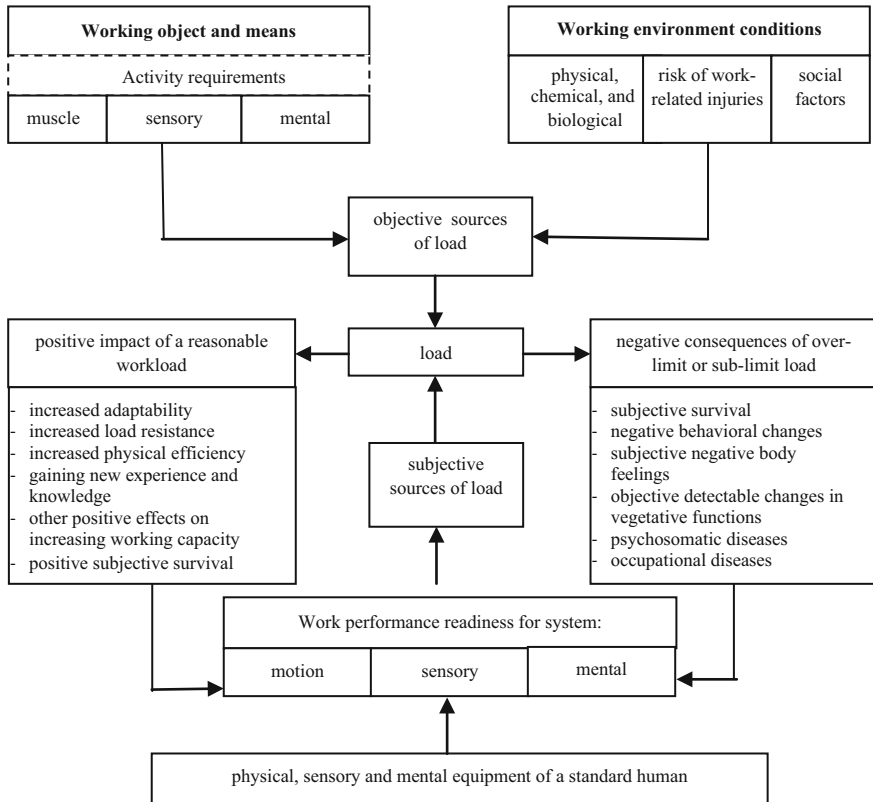 Working object and means
Activity requirements
muscle
sensory
mental
Working environment conditions
physical,
chemical, and
biological
risk of work-
related injuries
social
factors
objective sources
of load
positive impact of a reasonable
workload
load
negative consequences of over-
limit or sub-limit load
- increased adaptability
- increased load resistance
- increased physical efficiency
- gaining new experience and
knowledge
- other positive effects on
increasing working capacity
- positive subjective survival
subjective
sources of load
- subjective survival
- negative behavioral changes
- subjective negative body
feelings
- objective detectable changes in
vegetative functions
- psychosomatic diseases
- occupational diseases
Work performance readiness for system:
motion
sensory
mental
physical, sensory and mental equipment of a standard human